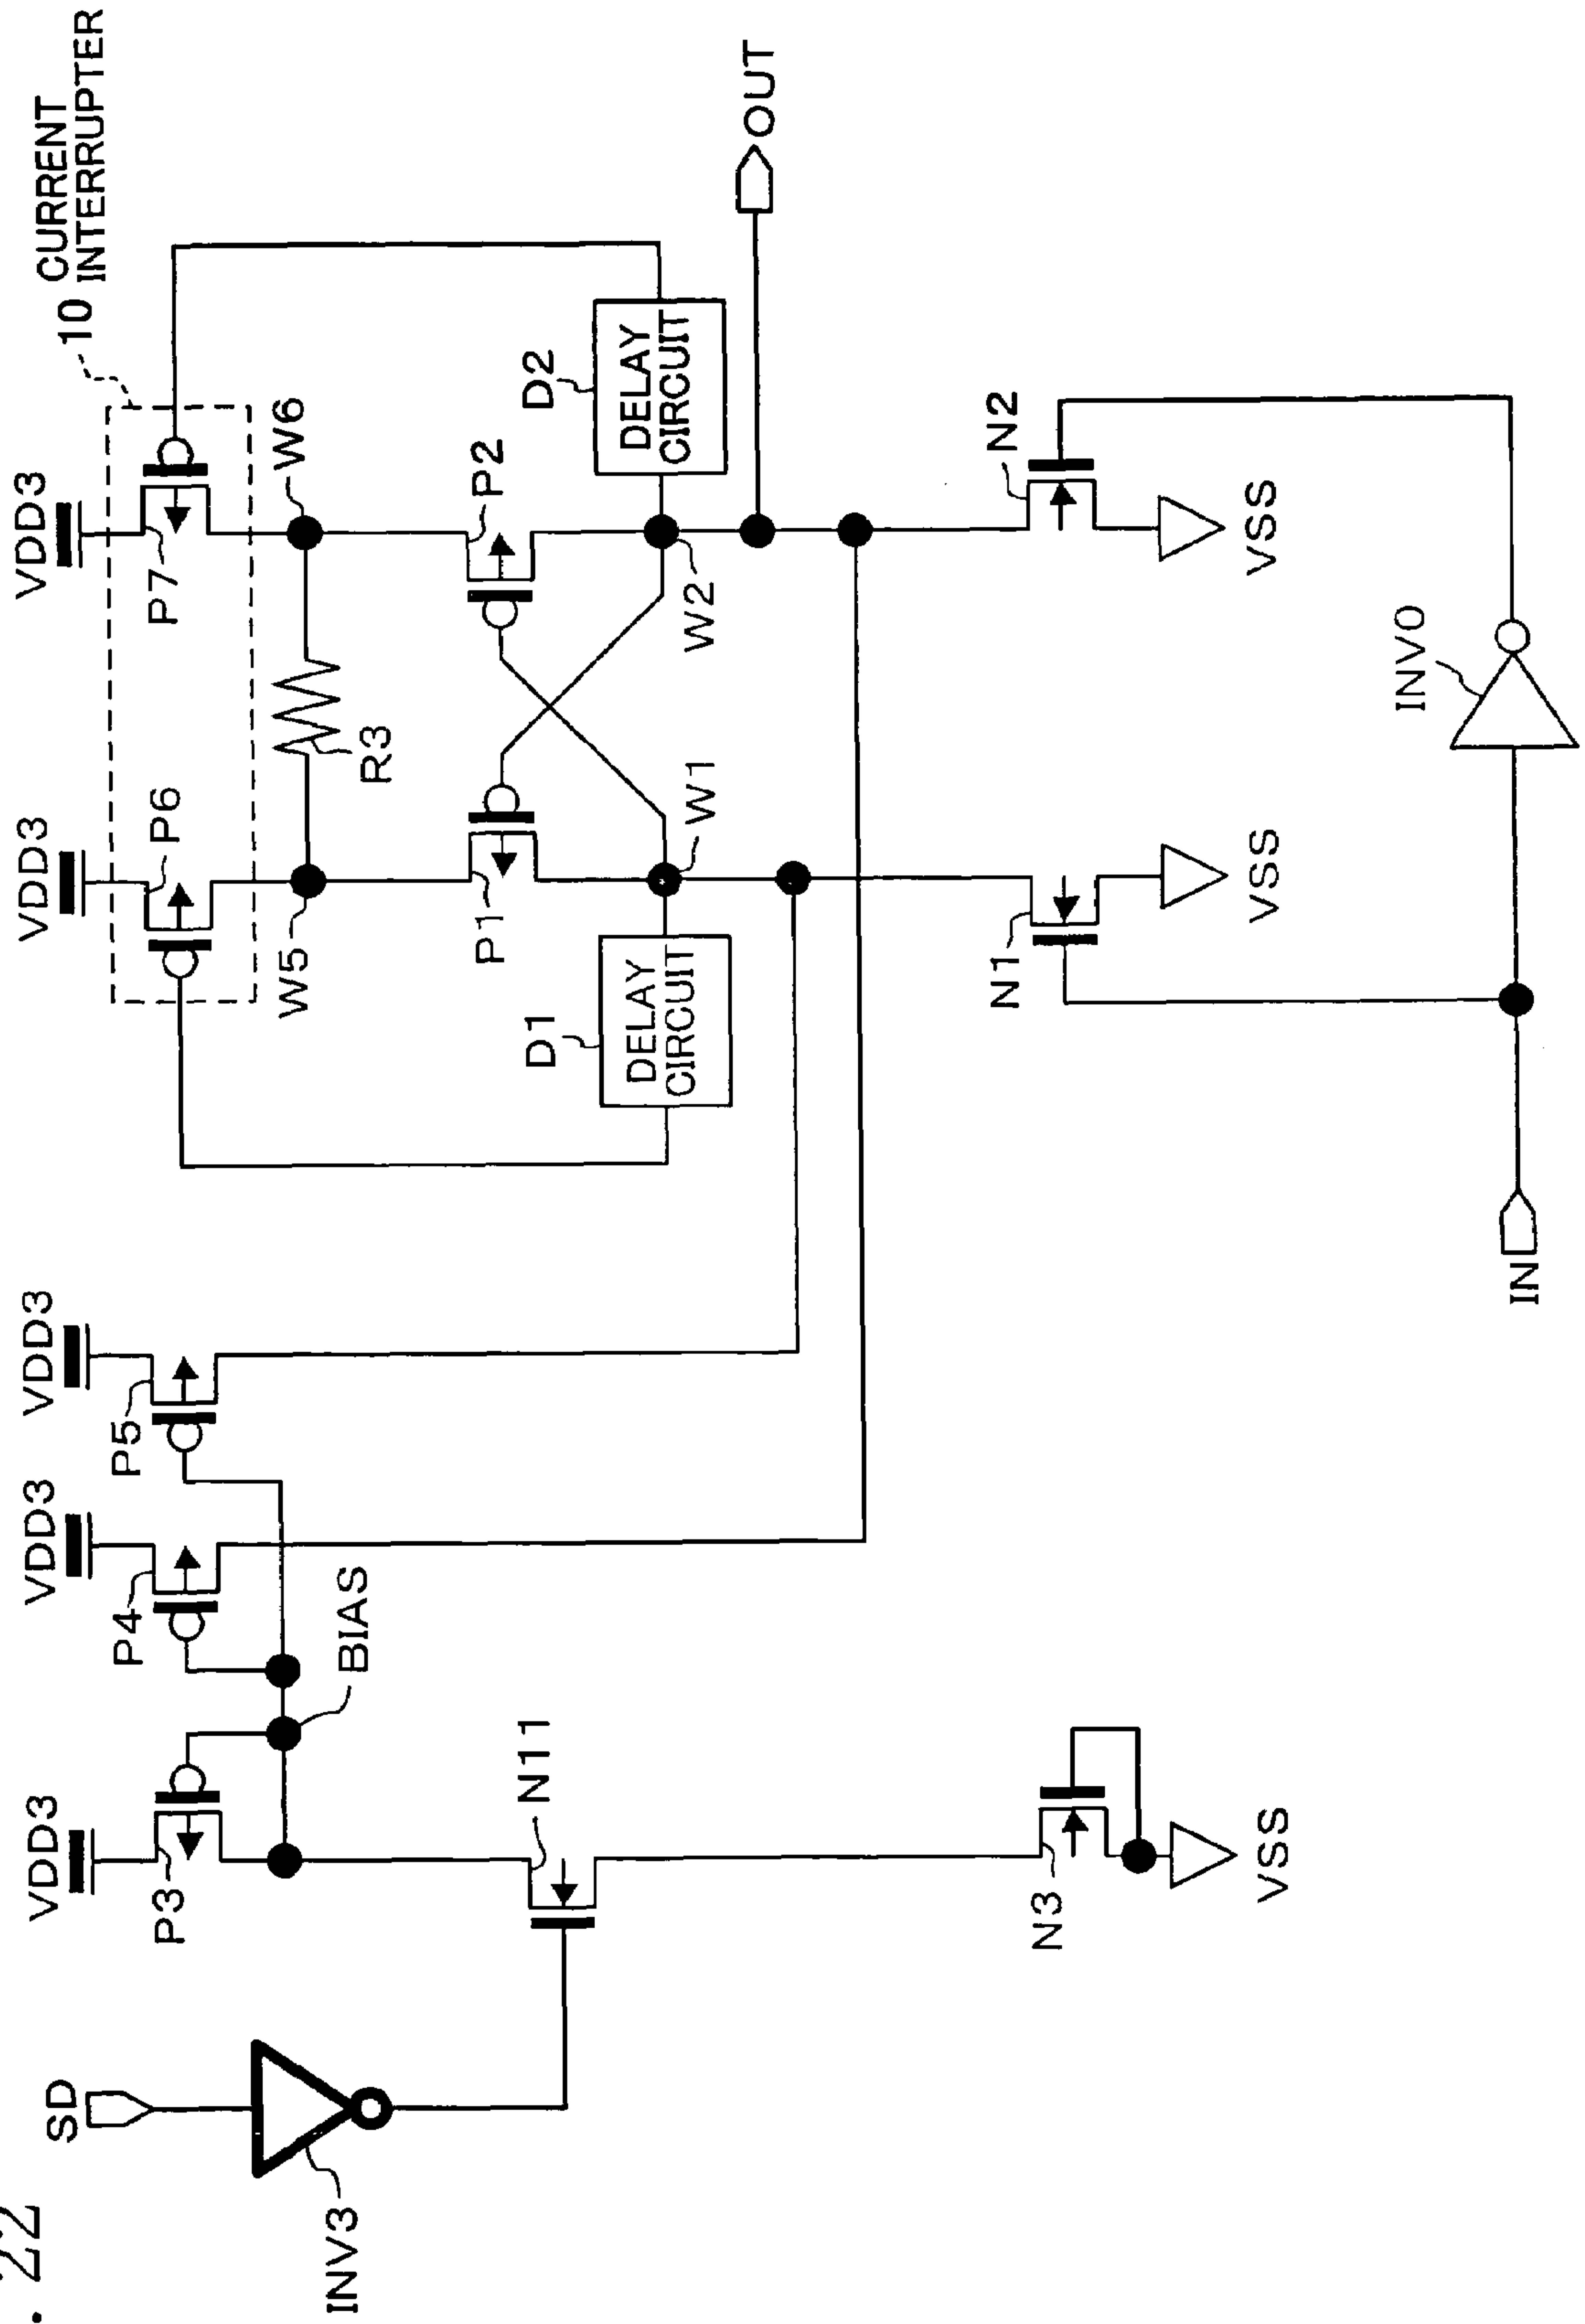 . 22
10 CURRENT
INTERRUPTER
VDD3
VDD3
VDD3
VDD3
VDD3
SD
P7
P6
P5
P4
P3
W6
W5
R3
BIAS
INV3
P2
P1
D2
DELAY
CIRCUIT
D1
DELAY
CIRCUIT
W2
W1
N11
OUT
N2
N1
N3
VSS
VSS
VSS
INV0
IN